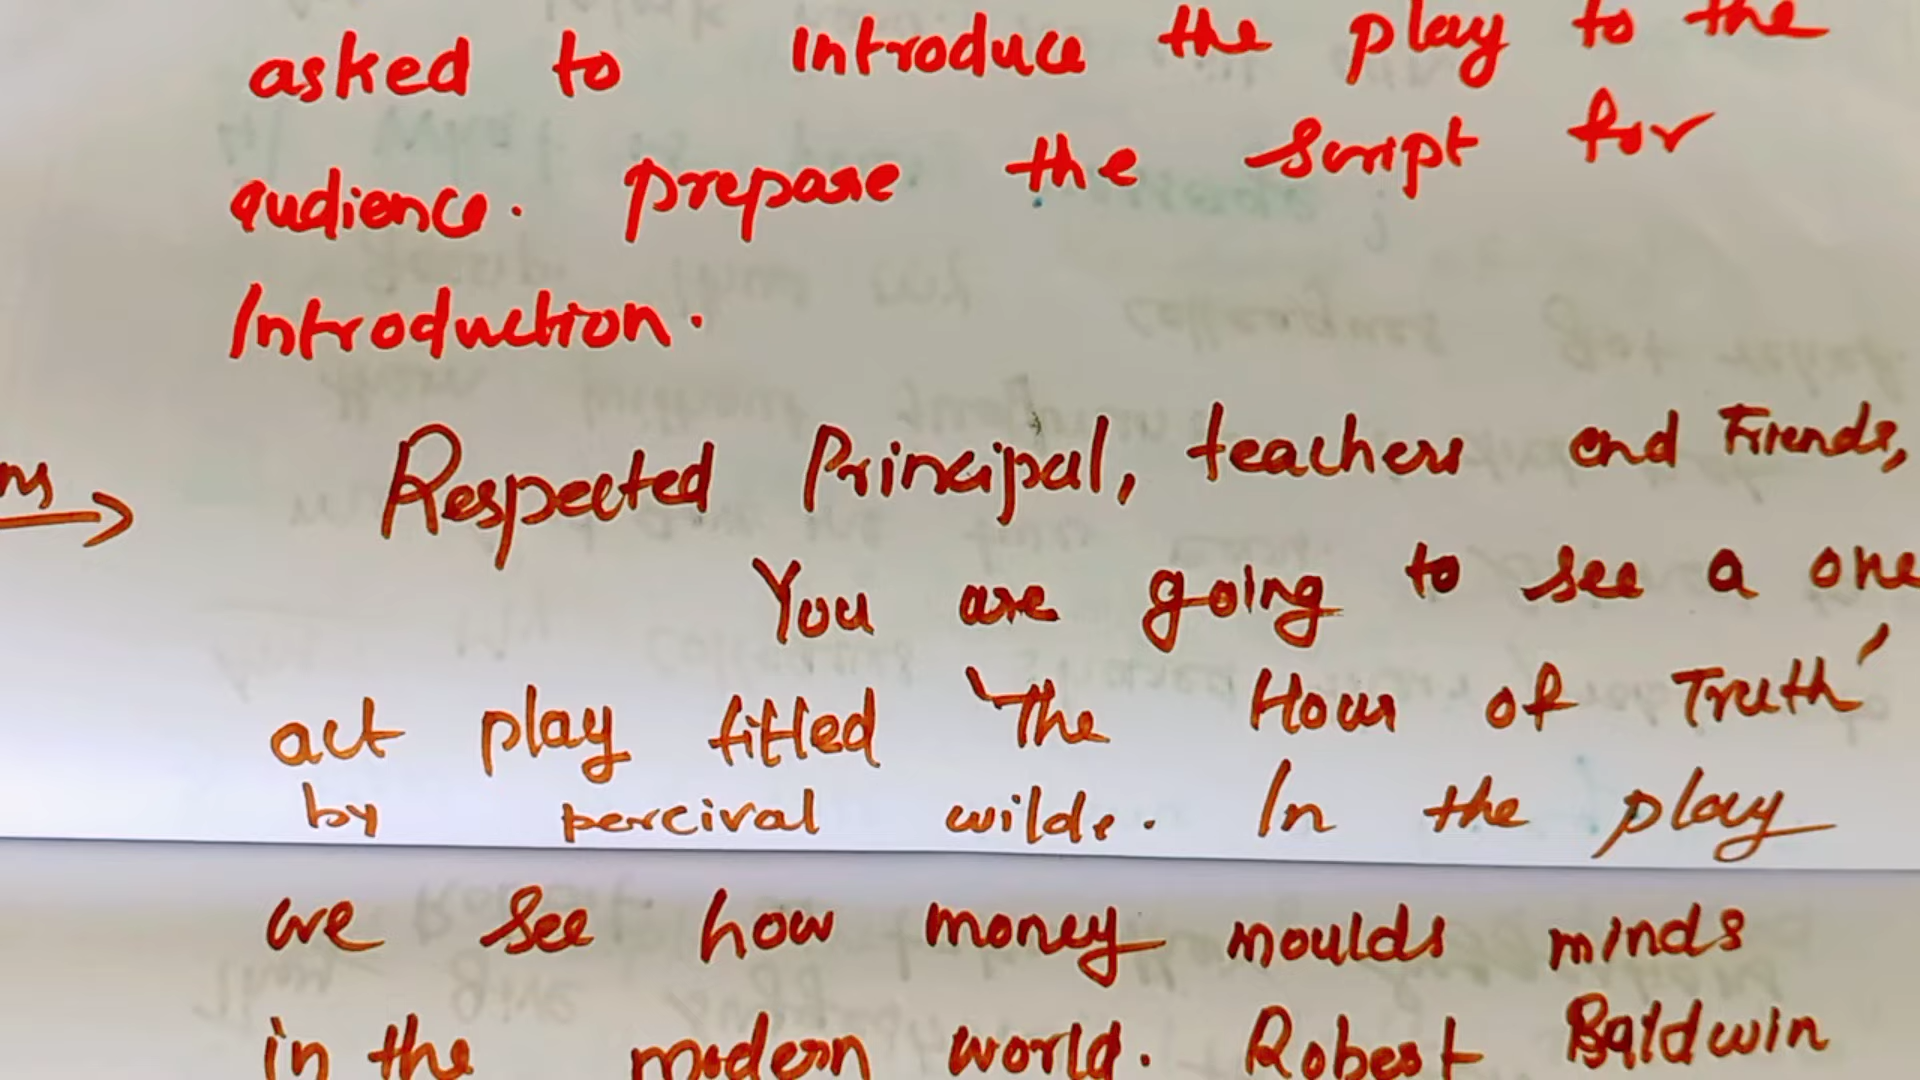 asked to introduce the play to the
audience. prepare the script for
Introduction.
Respected Principal, teachers and Friends,
You are going to see a one
act play titled 'The Hour of Truth'
by percival wilde. In the play
we see how money moulds minds
in the modern world. Robert Baldwin